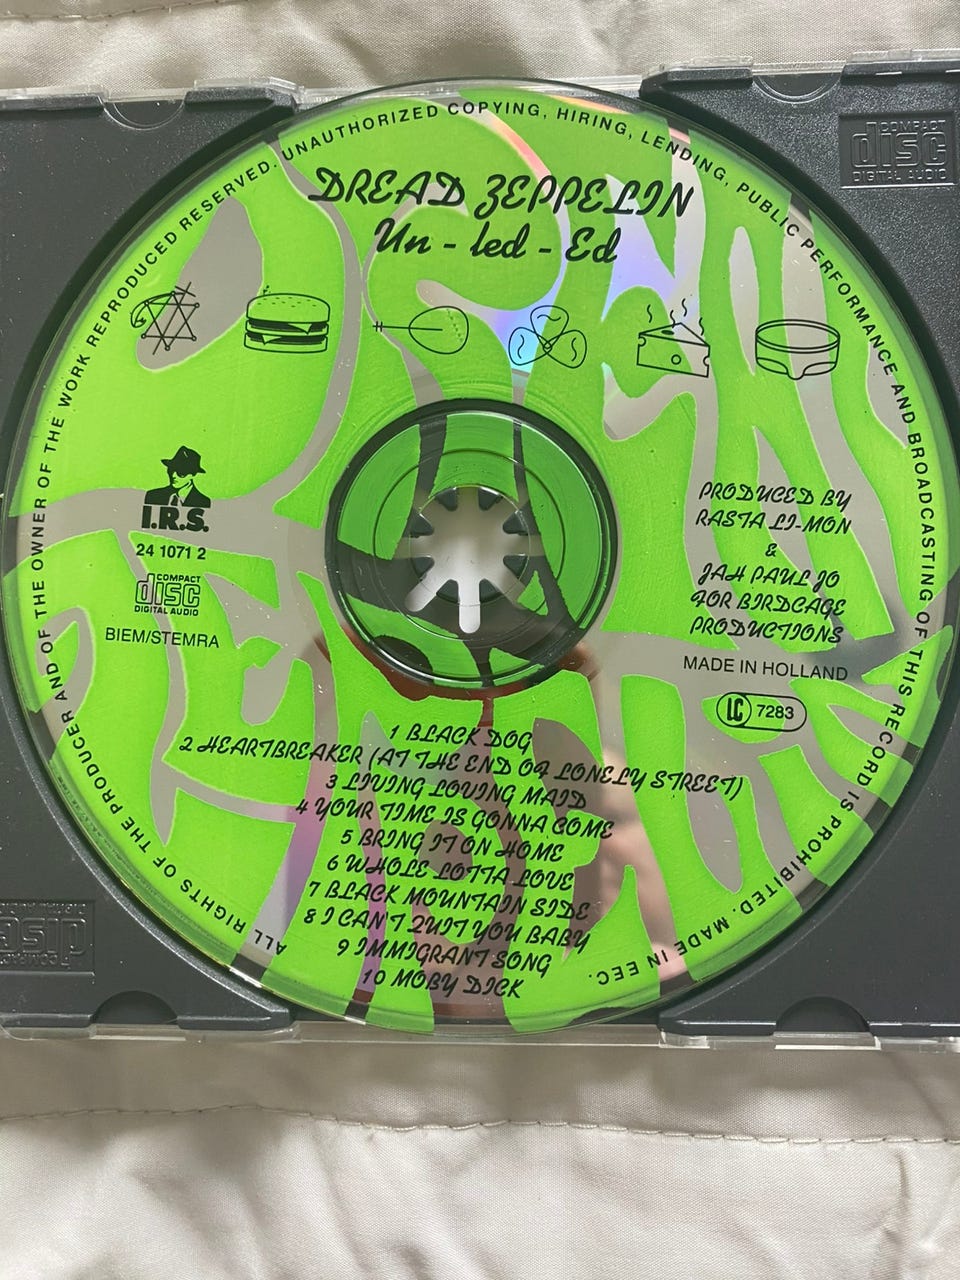 ALL RIGHTS OF THE PRODUCER AND OF THE OWNER OF THE WORK REPRODUCED RESERVED. UNAUTHORIZED COPYING, HIRING, LENDING, PUBLIC PERFORMANCE AND BROADCASTING OF THIS RECORD IS PROHIBITED. MADE IN EEC.
DREAD ZEPPELIN
Un - led - Ed
I.R.S.
24 1071 2
COMPACT
disc
DIGITAL AUDIO
BIEM/STEMRA
PRODUCED BY
RASTA LI-MON
&
JAH PAUL JO
FOR BIRDCAGE
PRODUCTIONS
MADE IN HOLLAND
LC 7283
1 BLACK DOG
2 HEARTBREAKER (AT THE END OF LONELY STREET)
3 LIVING LOVING MAID
4 YOUR TIME IS GONNA COME
5 BRING IT ON HOME
6 WHOLE LOTTA LOVE
7 BLACK MOUNTAIN SIDE
8 I CAN'T QUIT YOU BABY
9 IMMIGRANT SONG
10 MOBY DICK
COMPACT
disc
DIGITAL AUDIO
COMPACT
disc
DIGITAL AUDIO